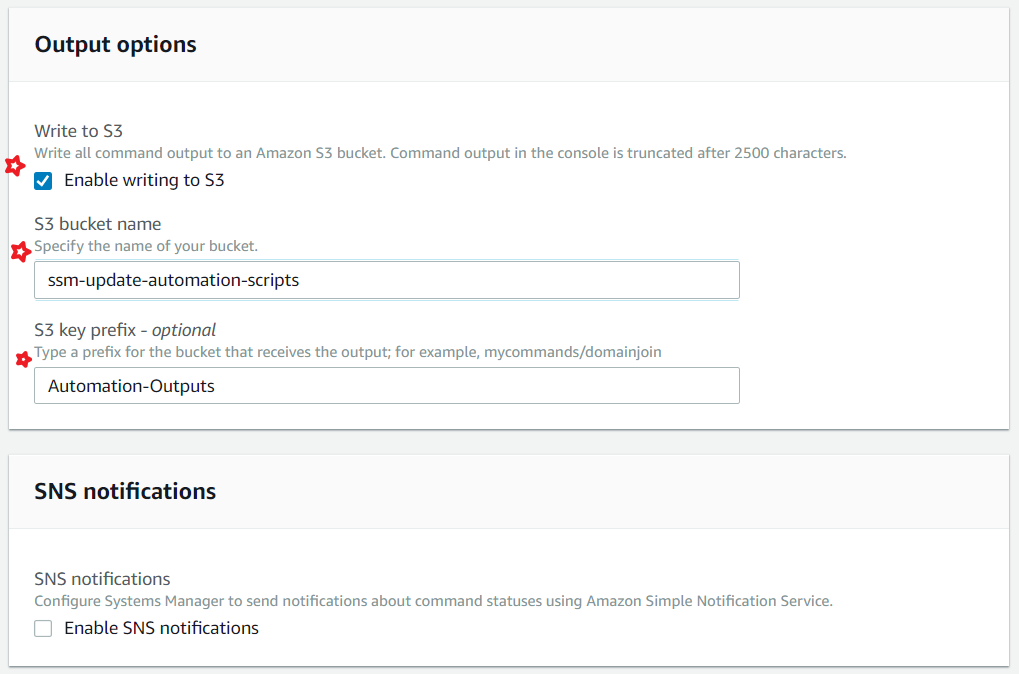 Output options
Write to S3
Write all command output to an Amazon S3 bucket. Command output in the console is truncated after 2500 characters.
Enable writing to S3
S3 bucket name
Specify the name of your bucket.
ssm-update-automation-scripts
S3 key prefix - optional
Type a prefix for the bucket that receives the output; for example, mycommands/domainjoin
Automation-Outputs
SNS notifications
SNS notifications
Configure Systems Manager to send notifications about command statuses using Amazon Simple Notification Service.
Enable SNS notifications